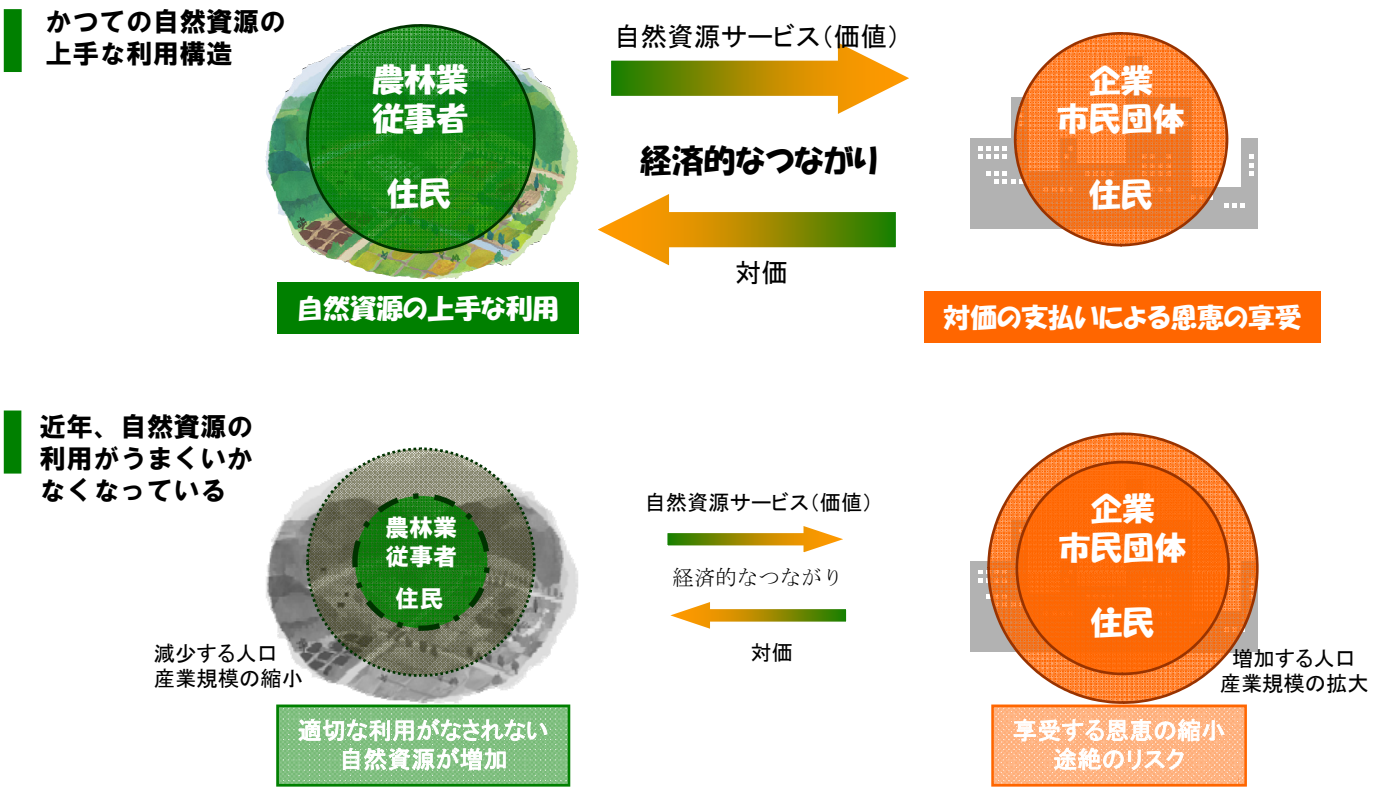 かつての自然資源の
上手な利用構造
農林業
従事者
住民
自然資源サービス(価値)
経済的なつながり
対価
企業
市民団体
住民
自然資源の上手な利用
対価の支払いによる恩恵の享受
近年、自然資源の
利用がうまくいか
なくなっている
農林業
従事者
住民
減少する人口
産業規模の縮小
自然資源サービス(価値)
経済的なつながり
対価
企業
市民団体
住民
増加する人口
産業規模の拡大
適切な利用がなされない
自然資源が増加
享受する恩恵の縮小
途絶のリスク